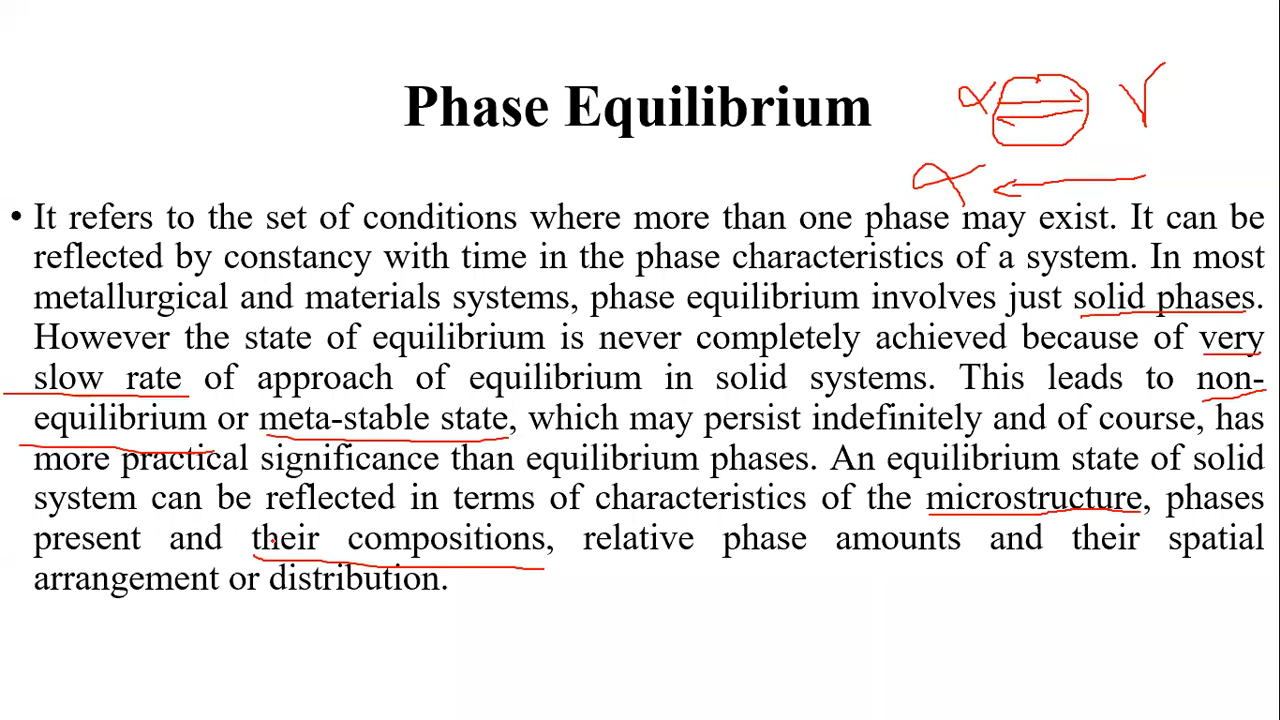 Phase Equilibrium
α ⇌ γ
α ←
• It refers to the set of conditions where more than one phase may exist. It can be
reflected by constancy with time in the phase characteristics of a system. In most
metallurgical and materials systems, phase equilibrium involves just solid phases.
However the state of equilibrium is never completely achieved because of very
slow rate of approach of equilibrium in solid systems. This leads to non-
equilibrium or meta-stable state, which may persist indefinitely and of course, has
more practical significance than equilibrium phases. An equilibrium state of solid
system can be reflected in terms of characteristics of the microstructure, phases
present and their compositions, relative phase amounts and their spatial
arrangement or distribution.